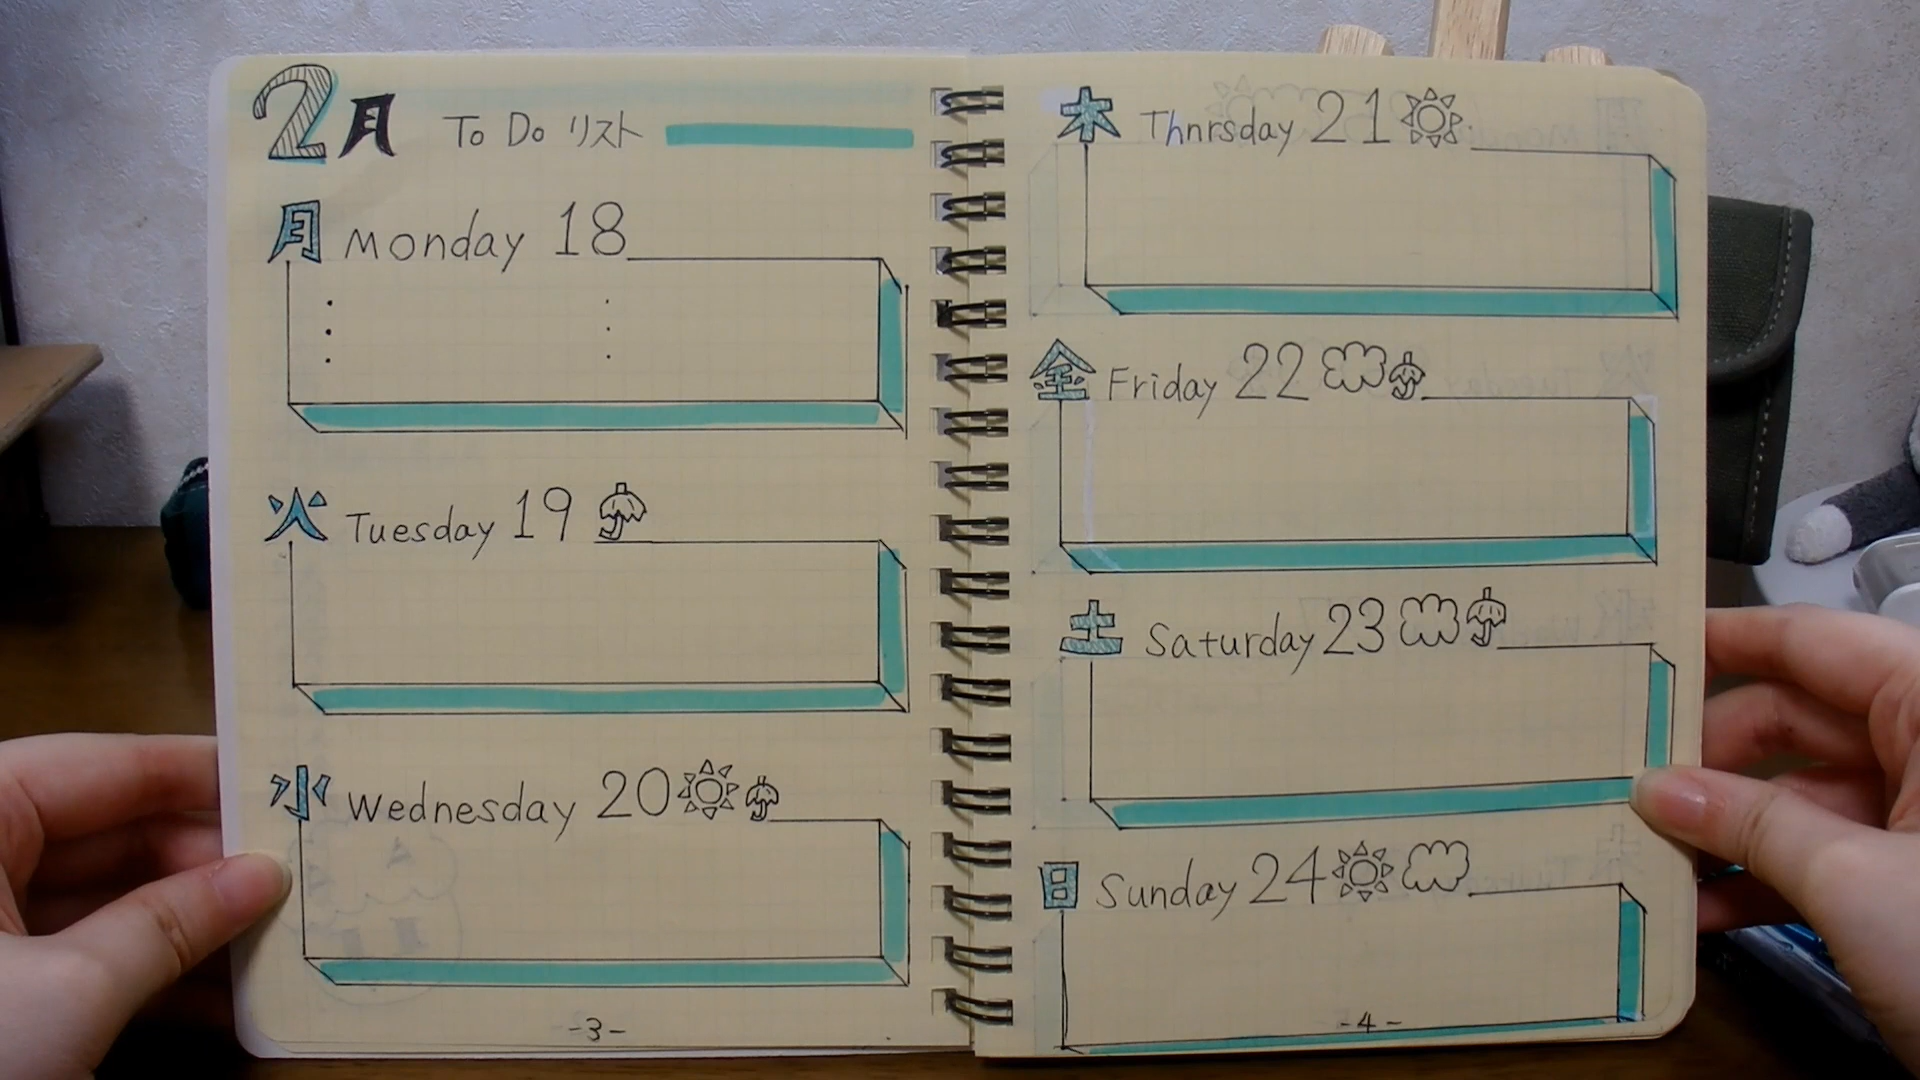 2月 To Do リスト
月 Monday 18
火 Tuesday 19
水 Wednesday 20
-3-
木 Thnrsday 21
金 Friday 22
土 Saturday 23
日 Sunday 24
-4-